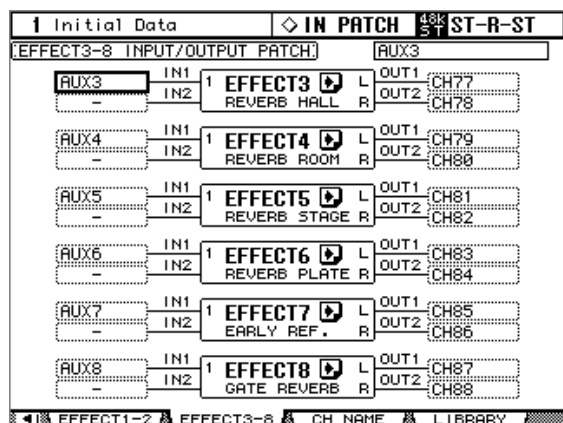 1 Initial Data ◇ IN PATCH 48k ST ST-R-ST
EFFECT3-8 INPUT/OUTPUT PATCH AUX3
AUX3 IN1 1 EFFECT3 L OUT1 CH77
- IN2 REVERB HALL R OUT2 CH78
AUX4 IN1 1 EFFECT4 L OUT1 CH79
- IN2 REVERB ROOM R OUT2 CH80
AUX5 IN1 1 EFFECT5 L OUT1 CH81
- IN2 REVERB STAGE R OUT2 CH82
AUX6 IN1 1 EFFECT6 L OUT1 CH83
- IN2 REVERB PLATE R OUT2 CH84
AUX7 IN1 1 EFFECT7 L OUT1 CH85
- IN2 EARLY REF. R OUT2 CH86
AUX8 IN1 1 EFFECT8 L OUT1 CH87
- IN2 GATE REVERB R OUT2 CH88
EFFECT1-2 EFFECT3-8 CH NAME LIBRARY